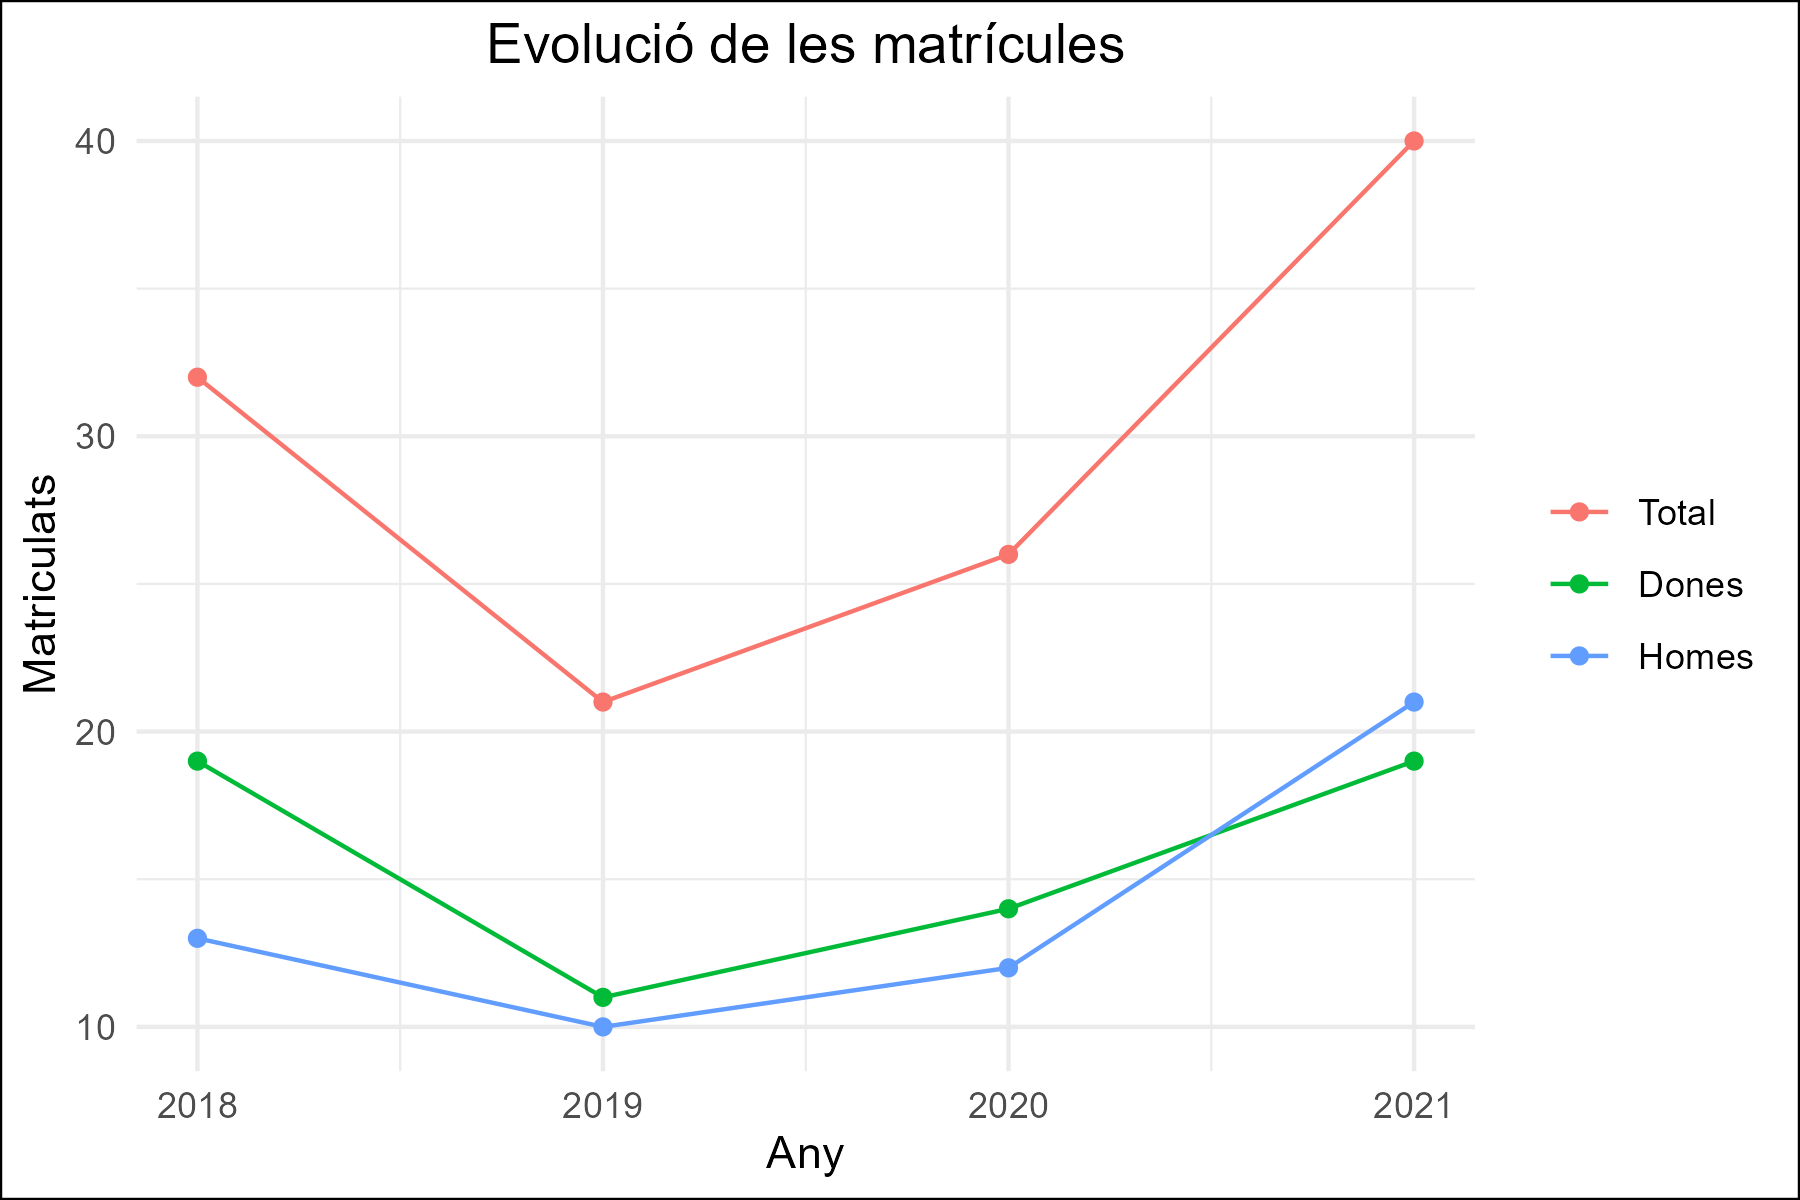 Evolució de les matrícules
40
30
20
10
Matriculats
2018 2019 2020 2021
Any
Total
Dones
Homes